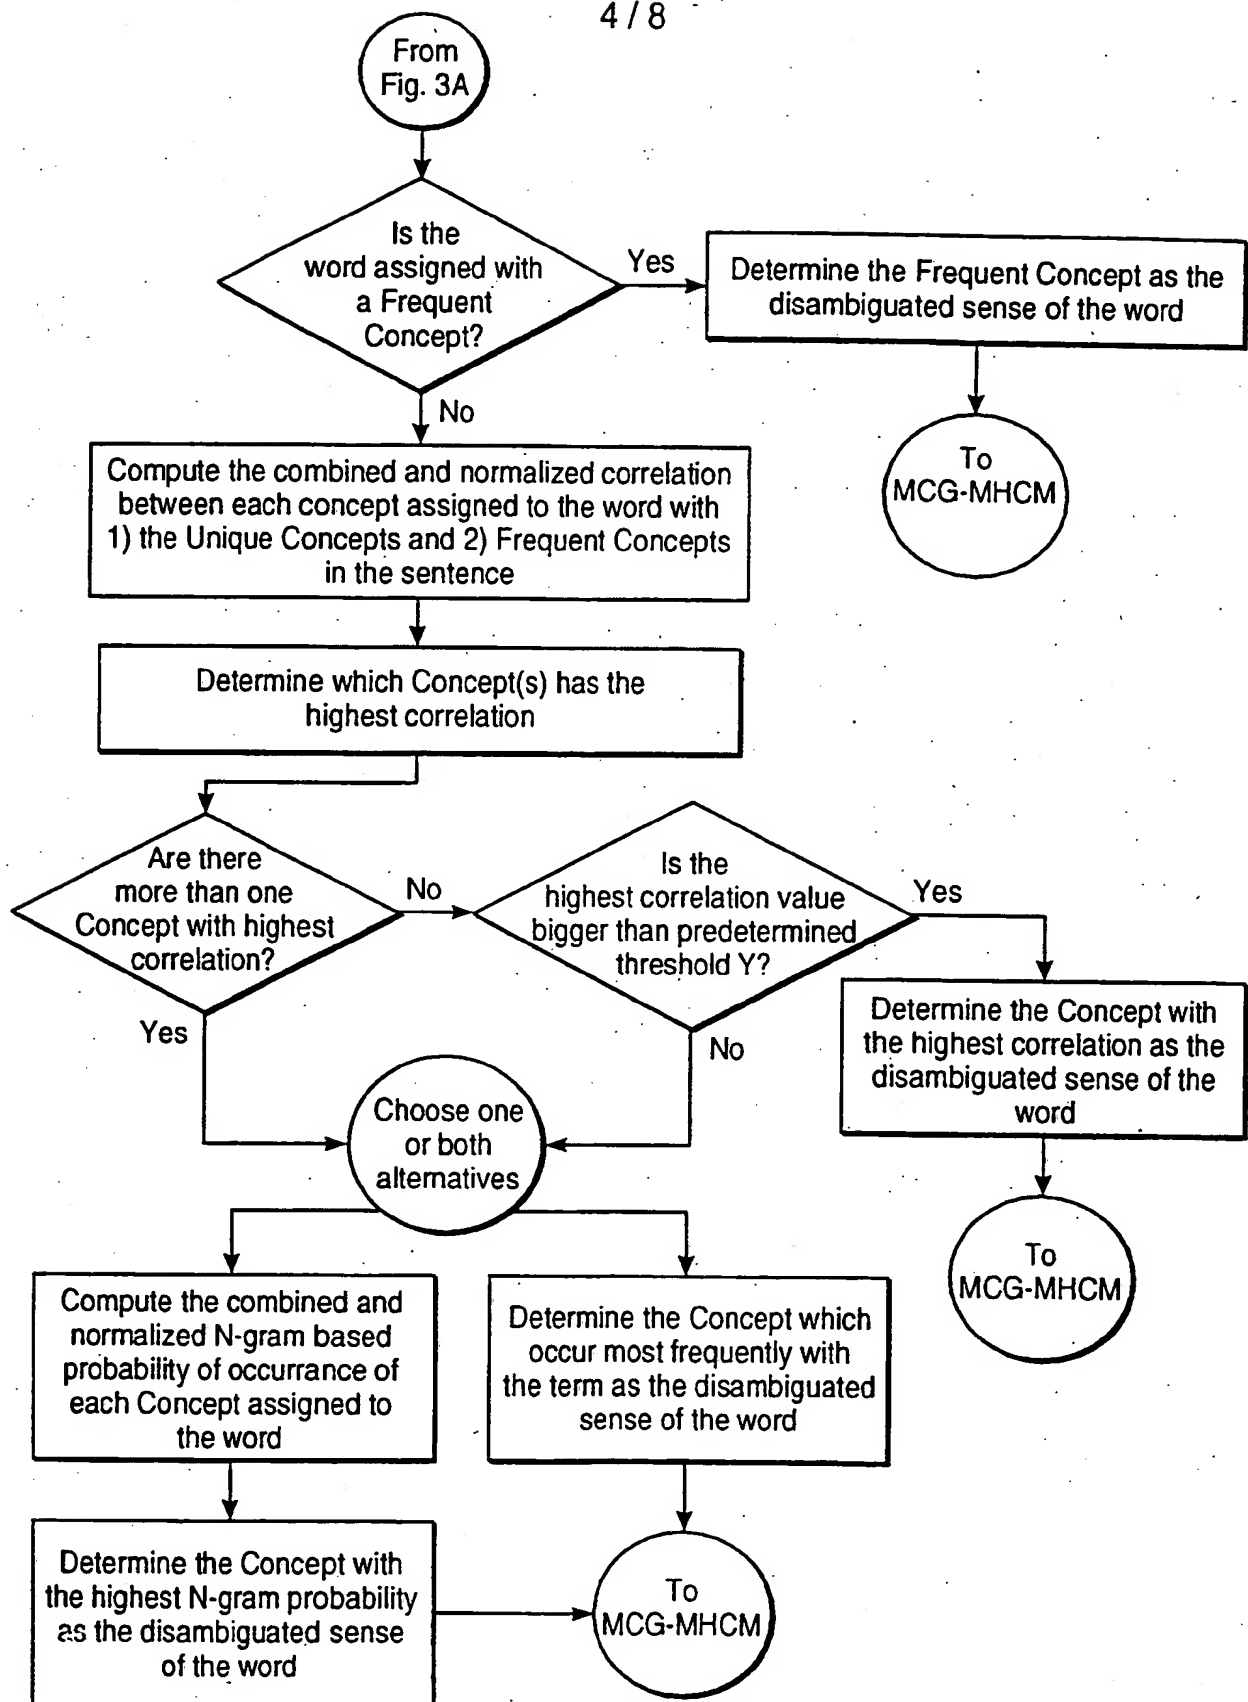 4 / 8
From
Fig. 3A
Is the
word assigned with
a Frequent
Concept?
Yes
Determine the Frequent Concept as the
disambiguated sense of the word
No
To
MCG-MHCM
Compute the combined and normalized correlation
between each concept assigned to the word with
1) the Unique Concepts and 2) Frequent Concepts
in the sentence
Determine which Concept(s) has the
highest correlation
Are there
more than one
Concept with highest
correlation?
No
Is the
highest correlation value
bigger than predetermined
threshold Y?
Yes
Determine the Concept with
the highest correlation as the
disambiguated sense of the
word
Yes
No
Choose one
or both
alternatives
To
MCG-MHCM
Compute the combined and
normalized N-gram based
probability of occurrance of
each Concept assigned to
the word
Determine the Concept which
occur most frequently with
the term as the disambiguated
sense of the word
Determine the Concept with
the highest N-gram probability
as the disambiguated sense
of the word
To
MCG-MHCM